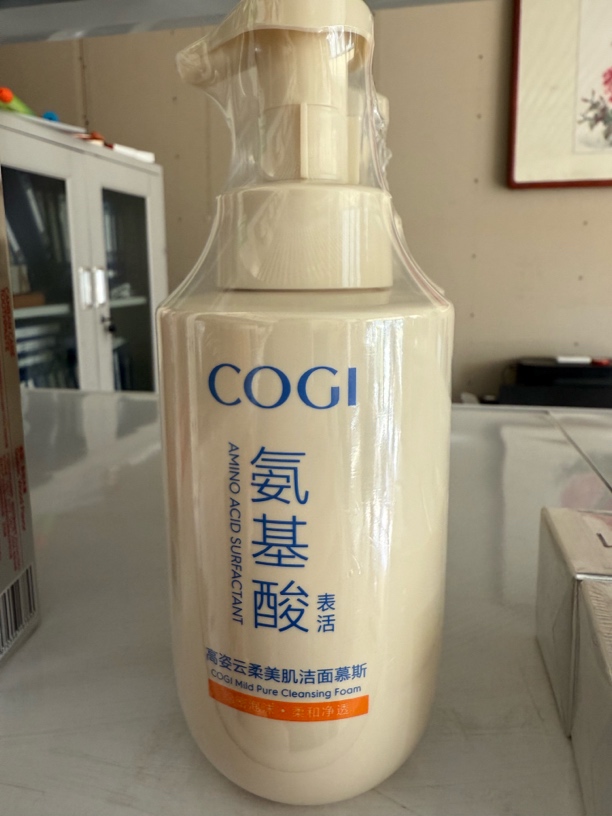 COGI
AMINO ACID SURFACTANT
氨基酸
表活
高姿云柔美肌洁面慕斯
COGI Mild Pure Cleansing Foam
柔和净透